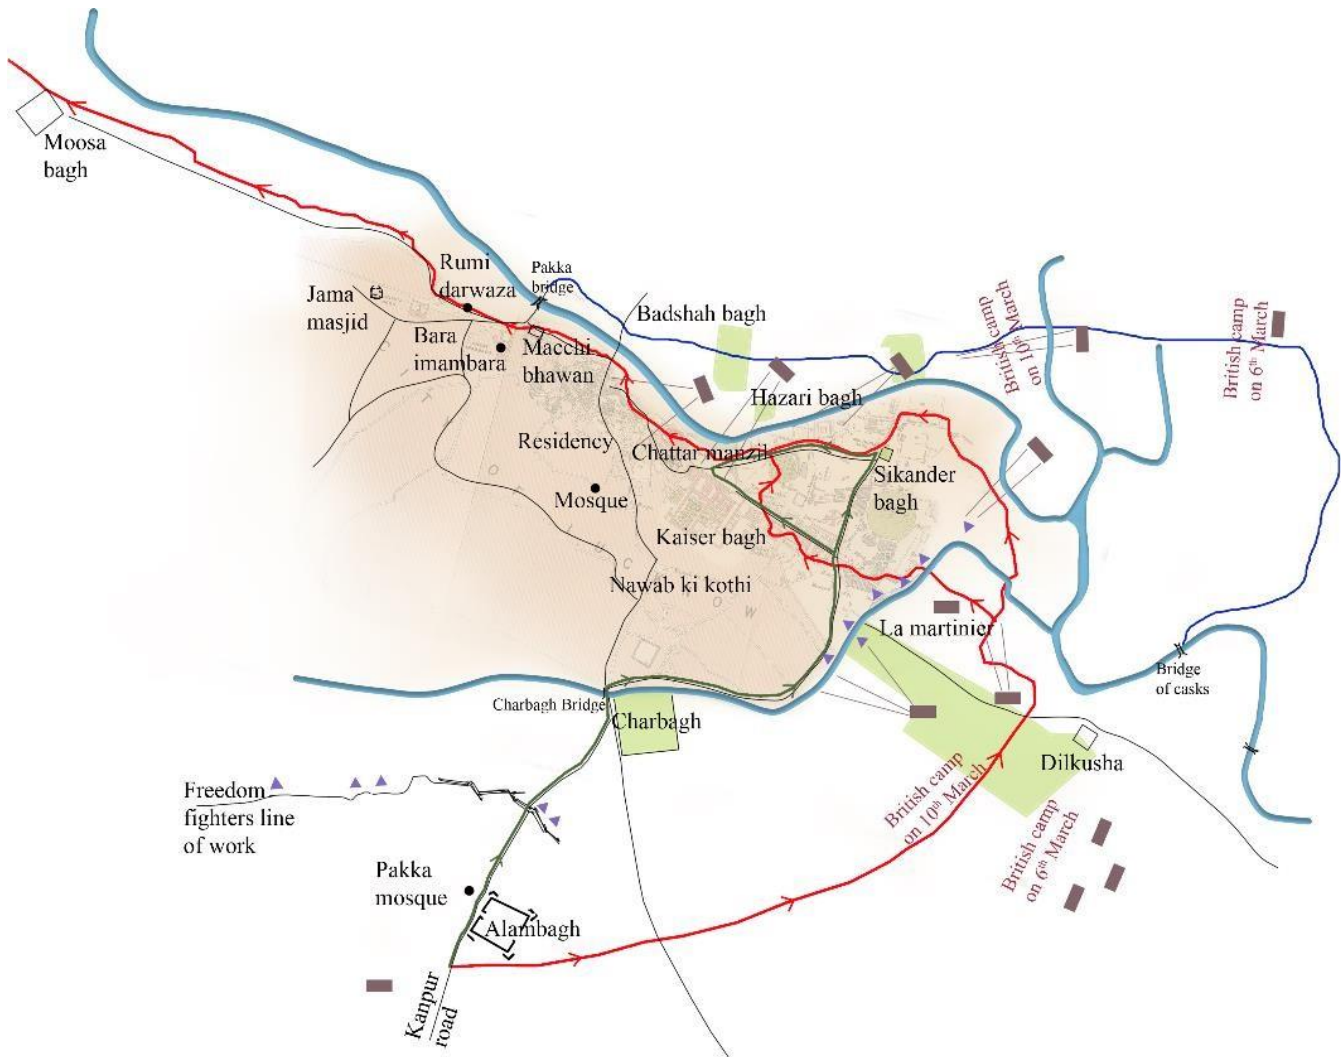 Moosa
bagh
Rumi
darwaza
Pakka
bridge
Jama
masjid
Badshah bagh
Bara
imambara
Macchi
bhawan
British camp
on 10th March
British camp
on 6th March
Hazari bagh
Residency
Chattar manzil
Sikander
bagh
Mosque
Kaiser bagh
Nawab ki kothi
La martinier
Bridge
of casks
Charbagh Bridge
Charbagh
Dilkusha
Freedom
fighters line
of work
British camp
on 10th March
British camp
on 6th March
Pakka
mosque
Alambagh
Kanpur
road